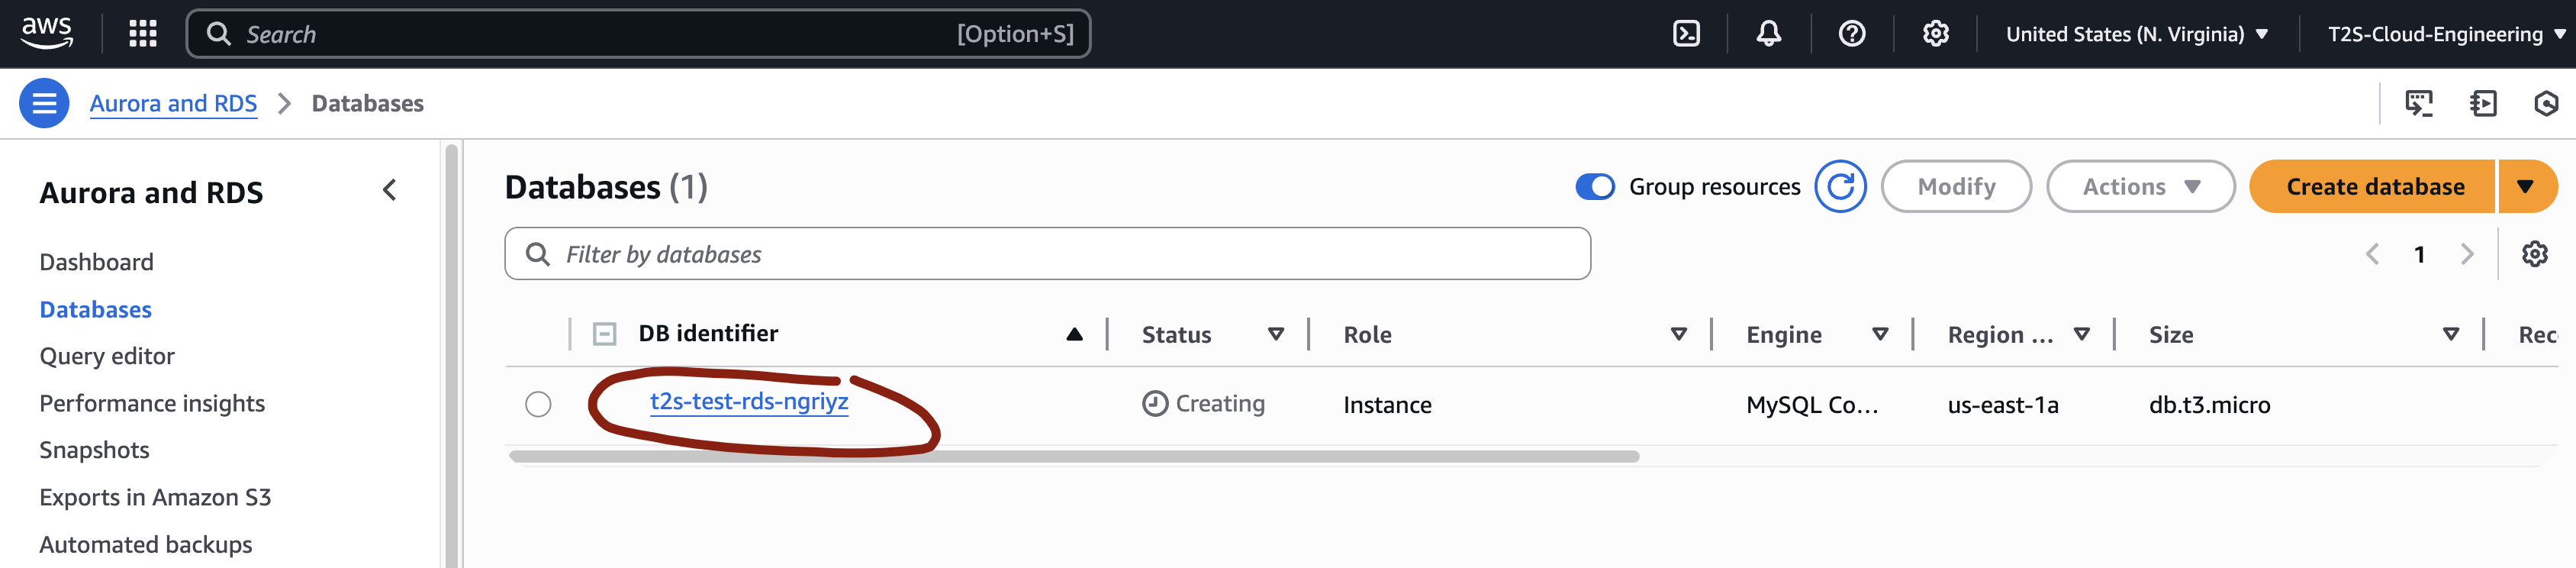 aws Search [Option+S] United States (N. Virginia) T2S-Cloud-Engineering
Aurora and RDS Databases
Aurora and RDS
Dashboard
Databases
Query editor
Performance insights
Snapshots
Exports in Amazon S3
Automated backups
Databases (1) Group resources Modify Actions Create database
Filter by databases 1
DB identifier Status Role Engine Region ... Size Rec
t2s-test-rds-ngriyz Creating Instance MySQL Co... us-east-1a db.t3.micro